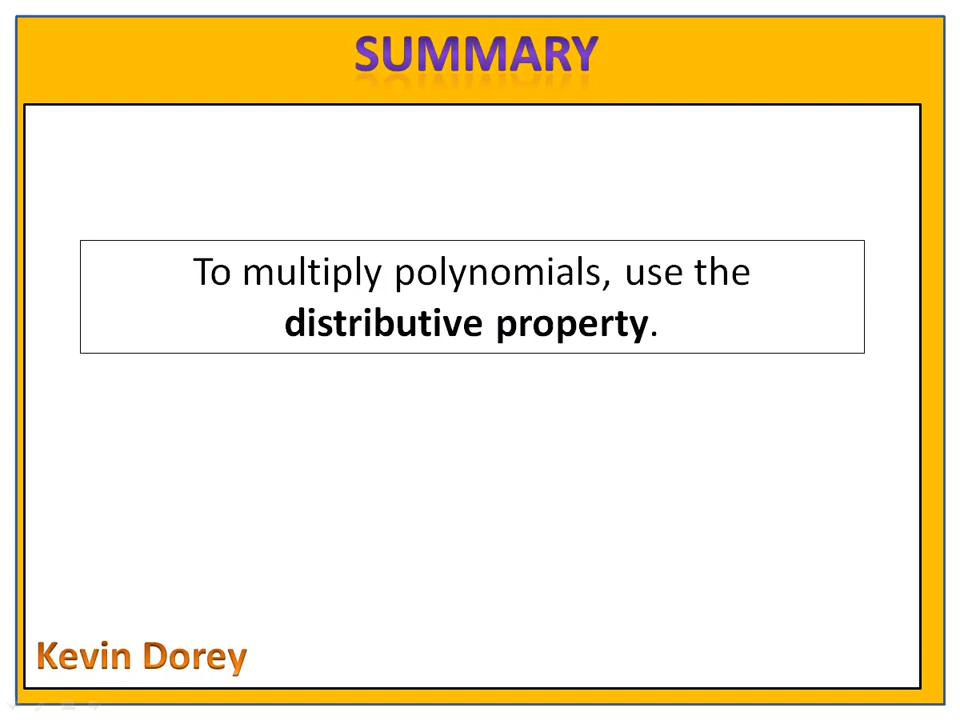 SUMMARY
To multiply polynomials, use the
distributive property.
Kevin Dorey